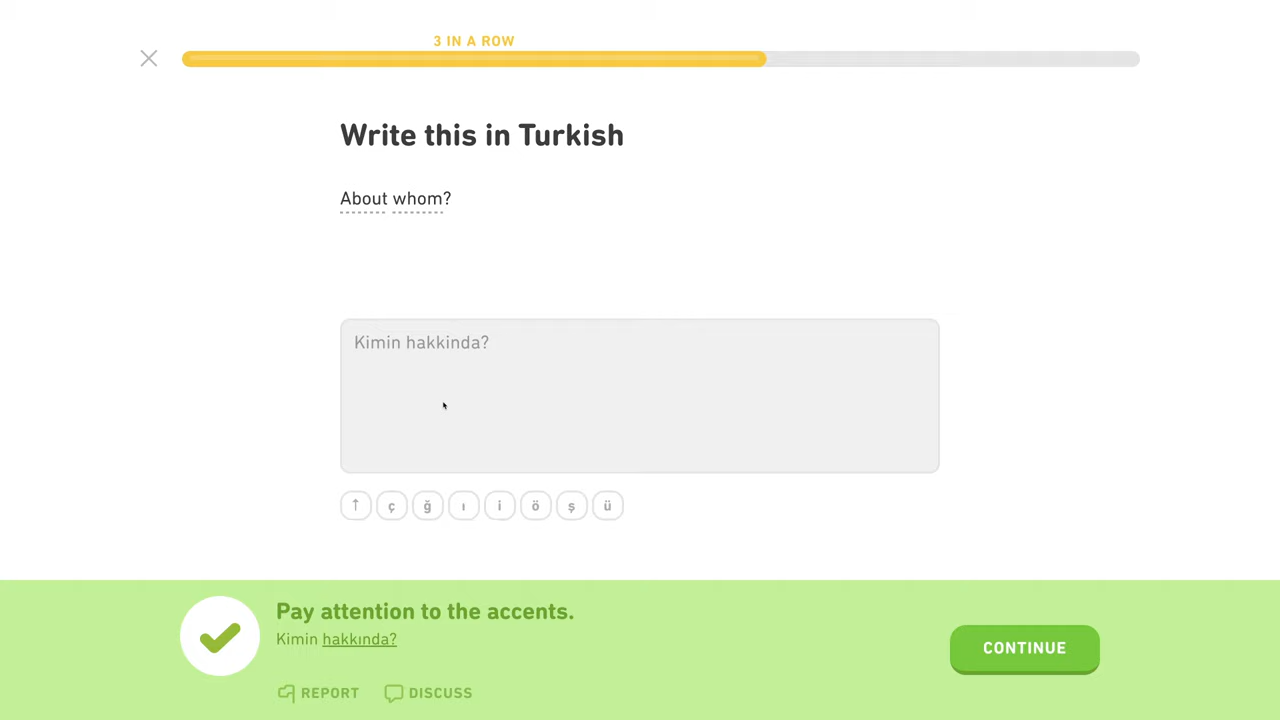 3 IN A ROW
Write this in Turkish
About whom?
Kimin hakkinda?
↑ ç ğ ı i ö ş ü
Pay attention to the accents.
Kimin hakkında?
CONTINUE
REPORT DISCUSS